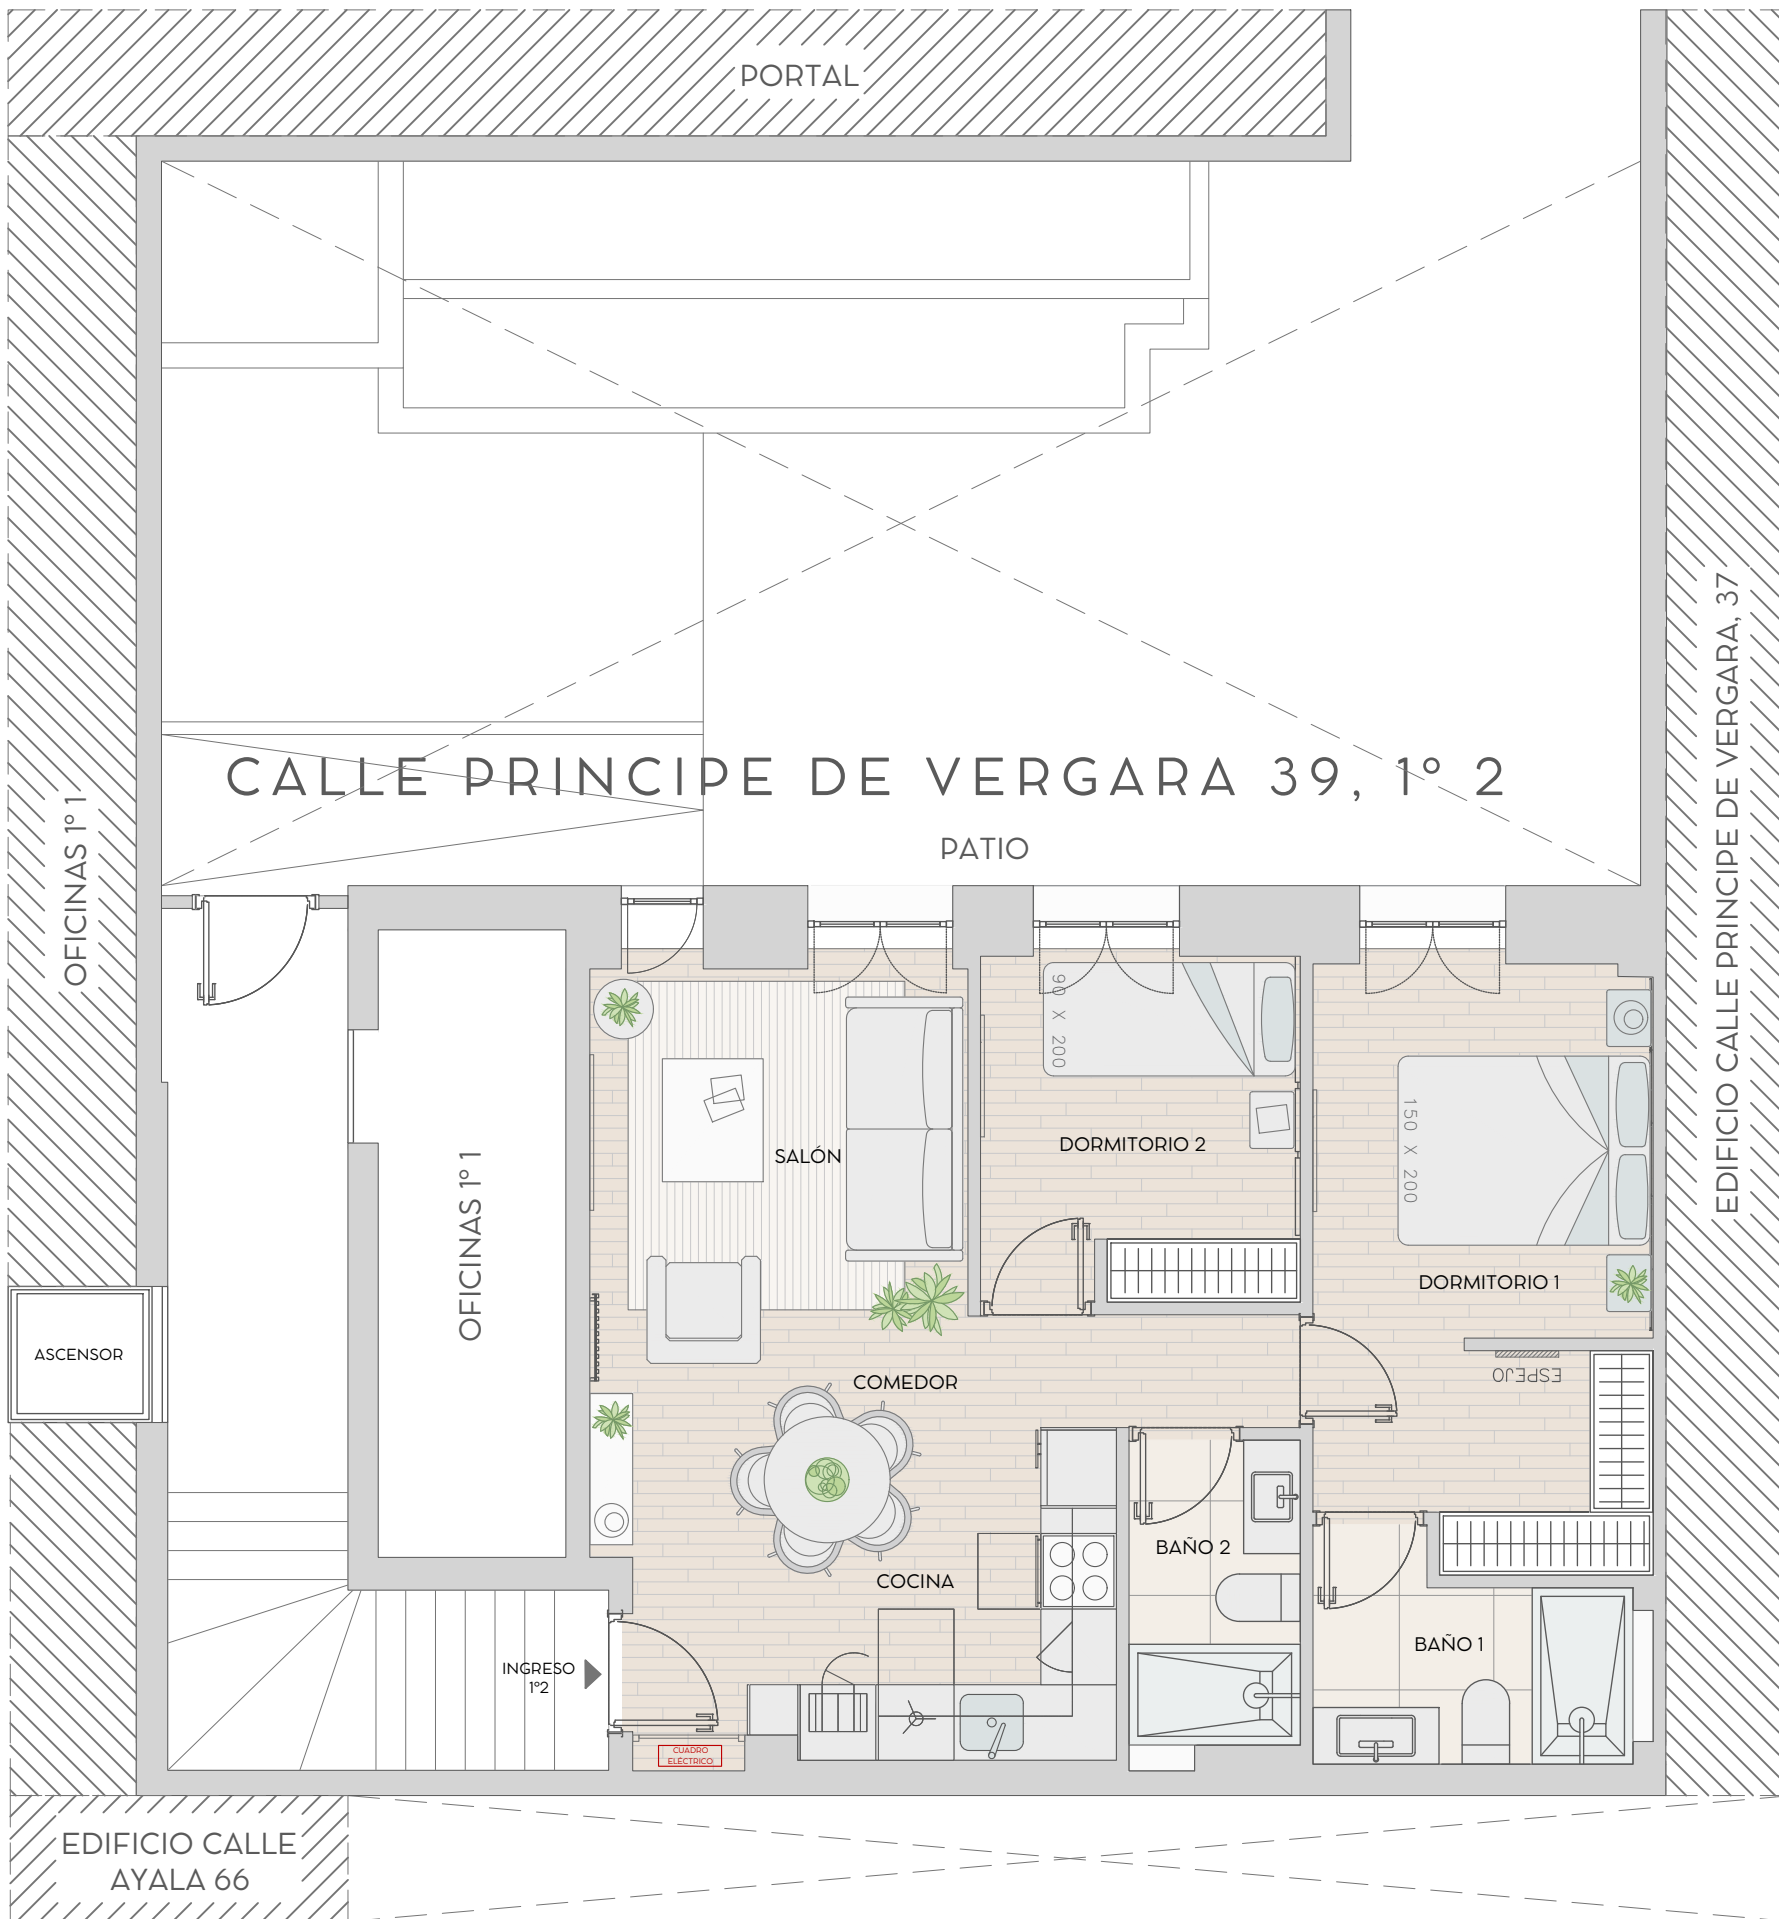 PORTAL
CALLE PRINCIPE DE VERGARA 39, 1º 2
PATIO
OFICINAS 1º 1
EDIFICIO CALLE PRINCIPE DE VERGARA, 37
OFICINAS 1º 1
90 X 200
150 X 200
SALÓN
DORMITORIO 2
DORMITORIO 1
ASCENSOR
ESPEJO
COMEDOR
COCINA
BAÑO 2
BAÑO 1
INGRESO
1º2
CUADRO
ELÉCTRICO
EDIFICIO CALLE
AYALA 66